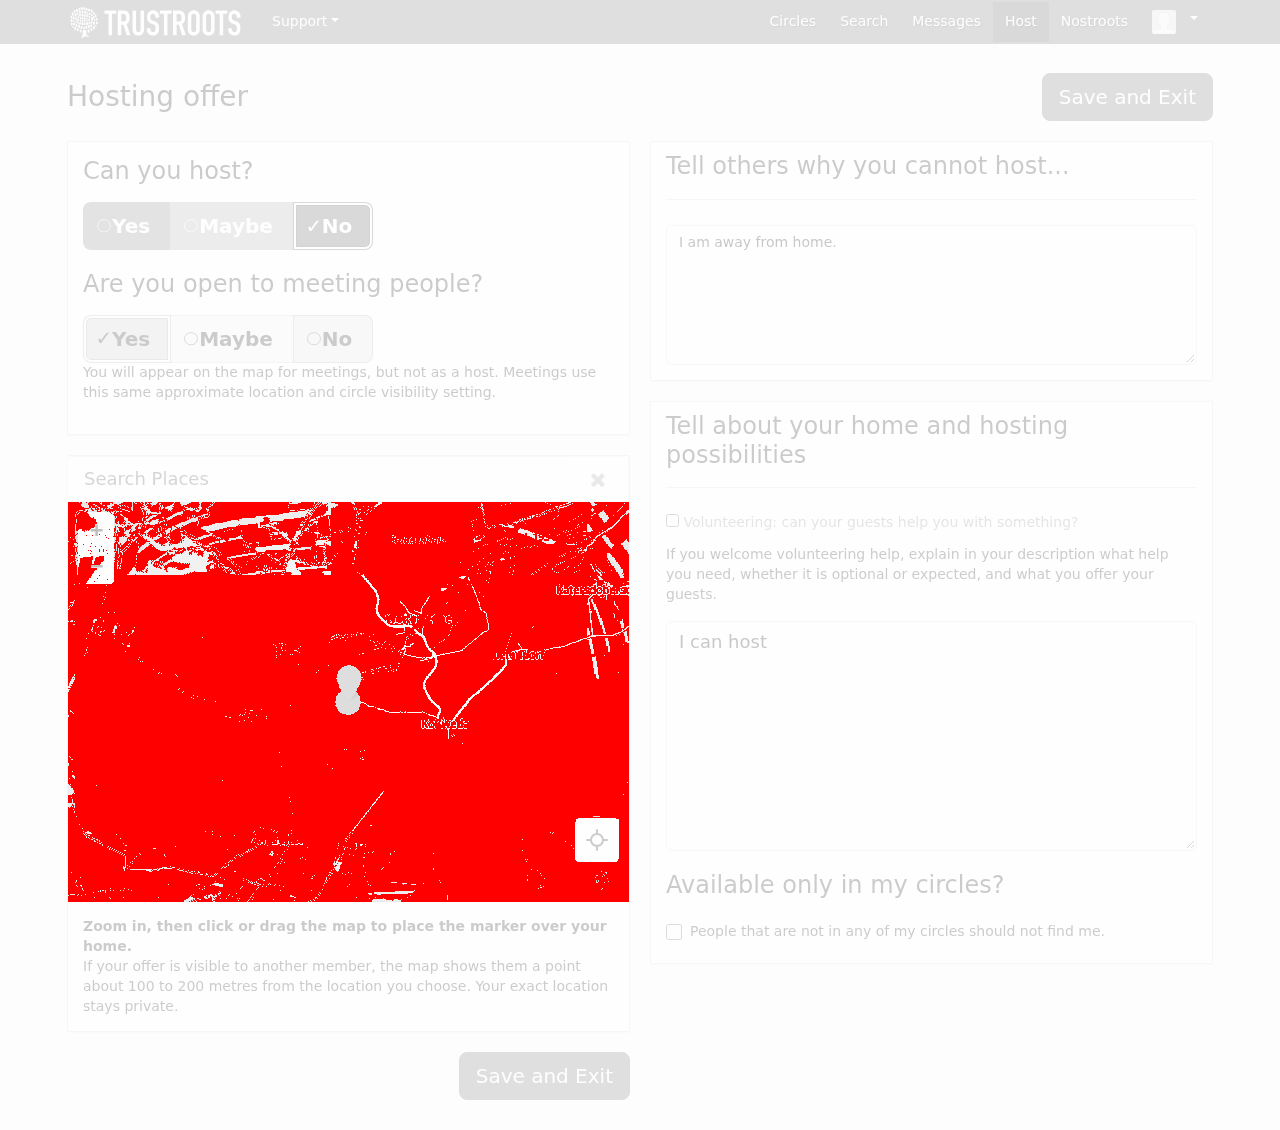 TRUSTROOTS
Support
Circles
Search
Messages
Host
Nostroots
Hosting offer
Save and Exit
Can you host?
Yes
Maybe
No
Are you open to meeting people?
Yes
Maybe
No
You will appear on the map for meetings, but not as a host. Meetings use
this same approximate location and circle visibility setting.
Search Places
Zoom in, then click or drag the map to place the marker over your
home.
If your offer is visible to another member, the map shows them a point
about 100 to 200 metres from the location you choose. Your exact location
stays private.
Save and Exit
Tell others why you cannot host...
I am away from home.
Tell about your home and hosting
possibilities
Volunteering: can your guests help you with something?
If you welcome volunteering help, explain in your description what help
you need, whether it is optional or expected, and what you offer your
guests.
I can host
Available only in my circles?
People that are not in any of my circles should not find me.